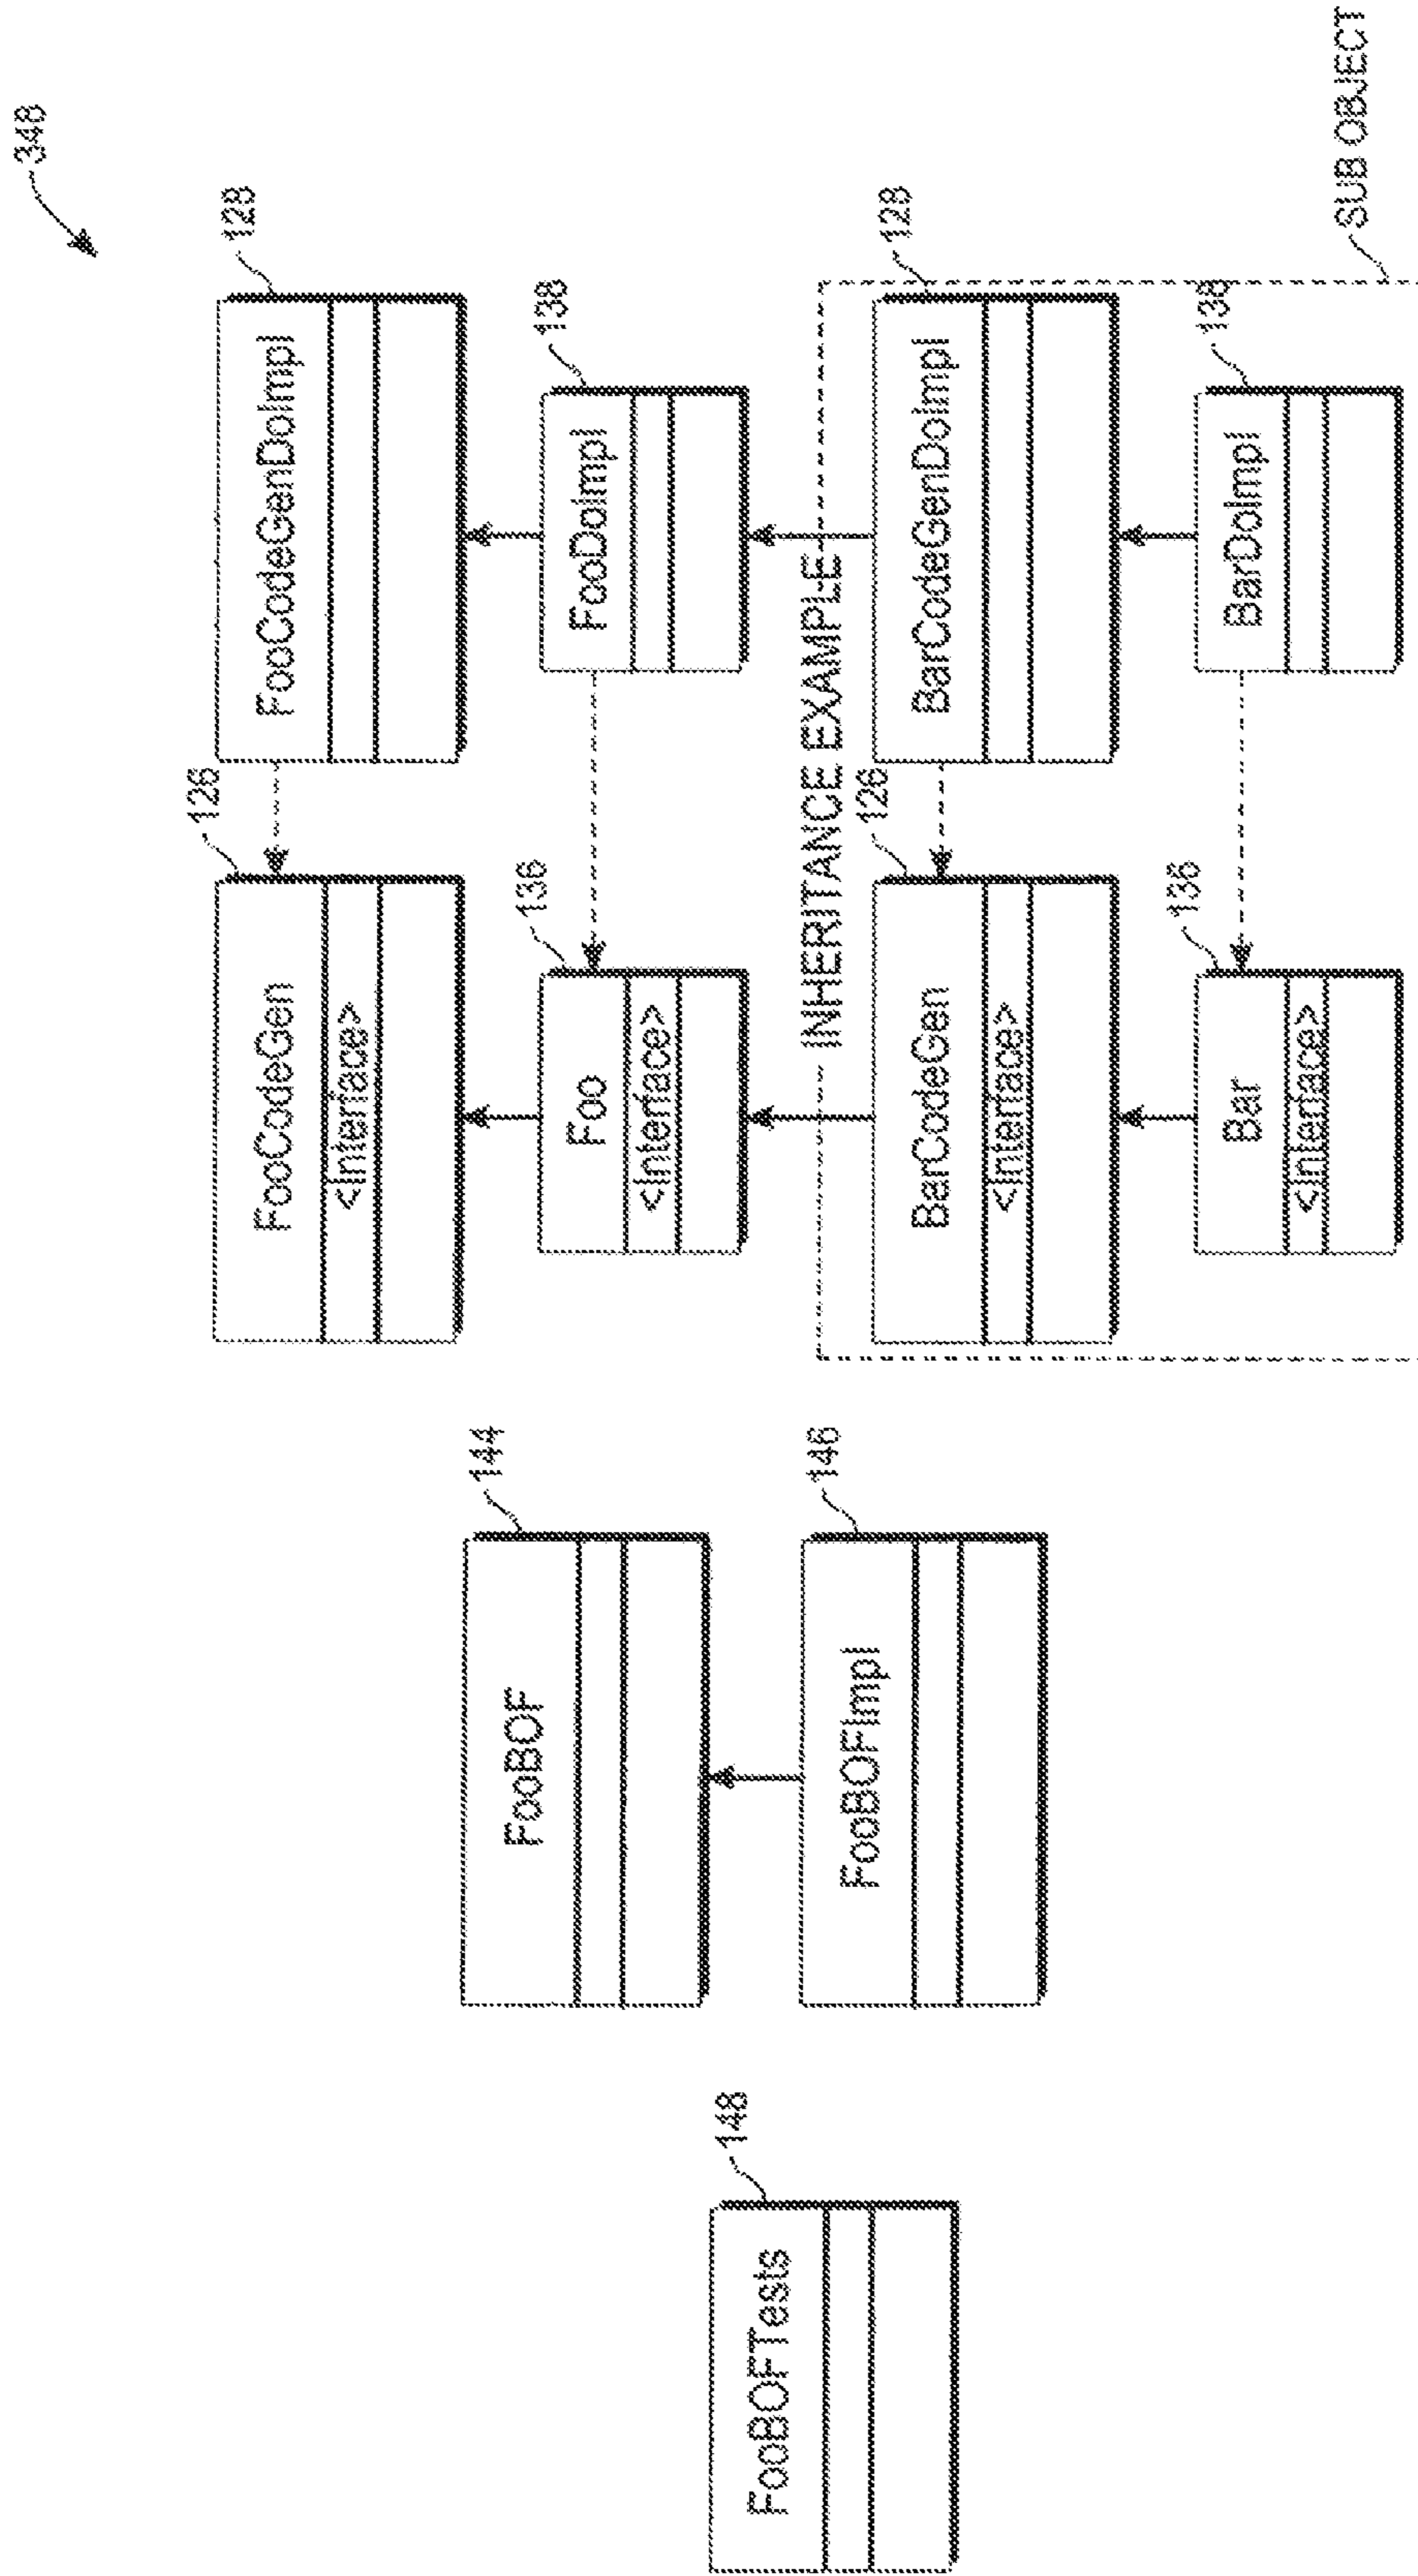 348
128
FooCodeGenDoImpl
126
FooCodeGen
<Interface>
138
FooDoImpl
136
Foo
<Interface>
144
FooBOF
146
FooBOFImpl
148
FooBOFTests
INHERITANCE EXAMPLE
128
BarCodeGenDoImpl
126
BarCodeGen
<Interface>
138
BarDoImpl
136
Bar
<Interface>
SUB OBJECT